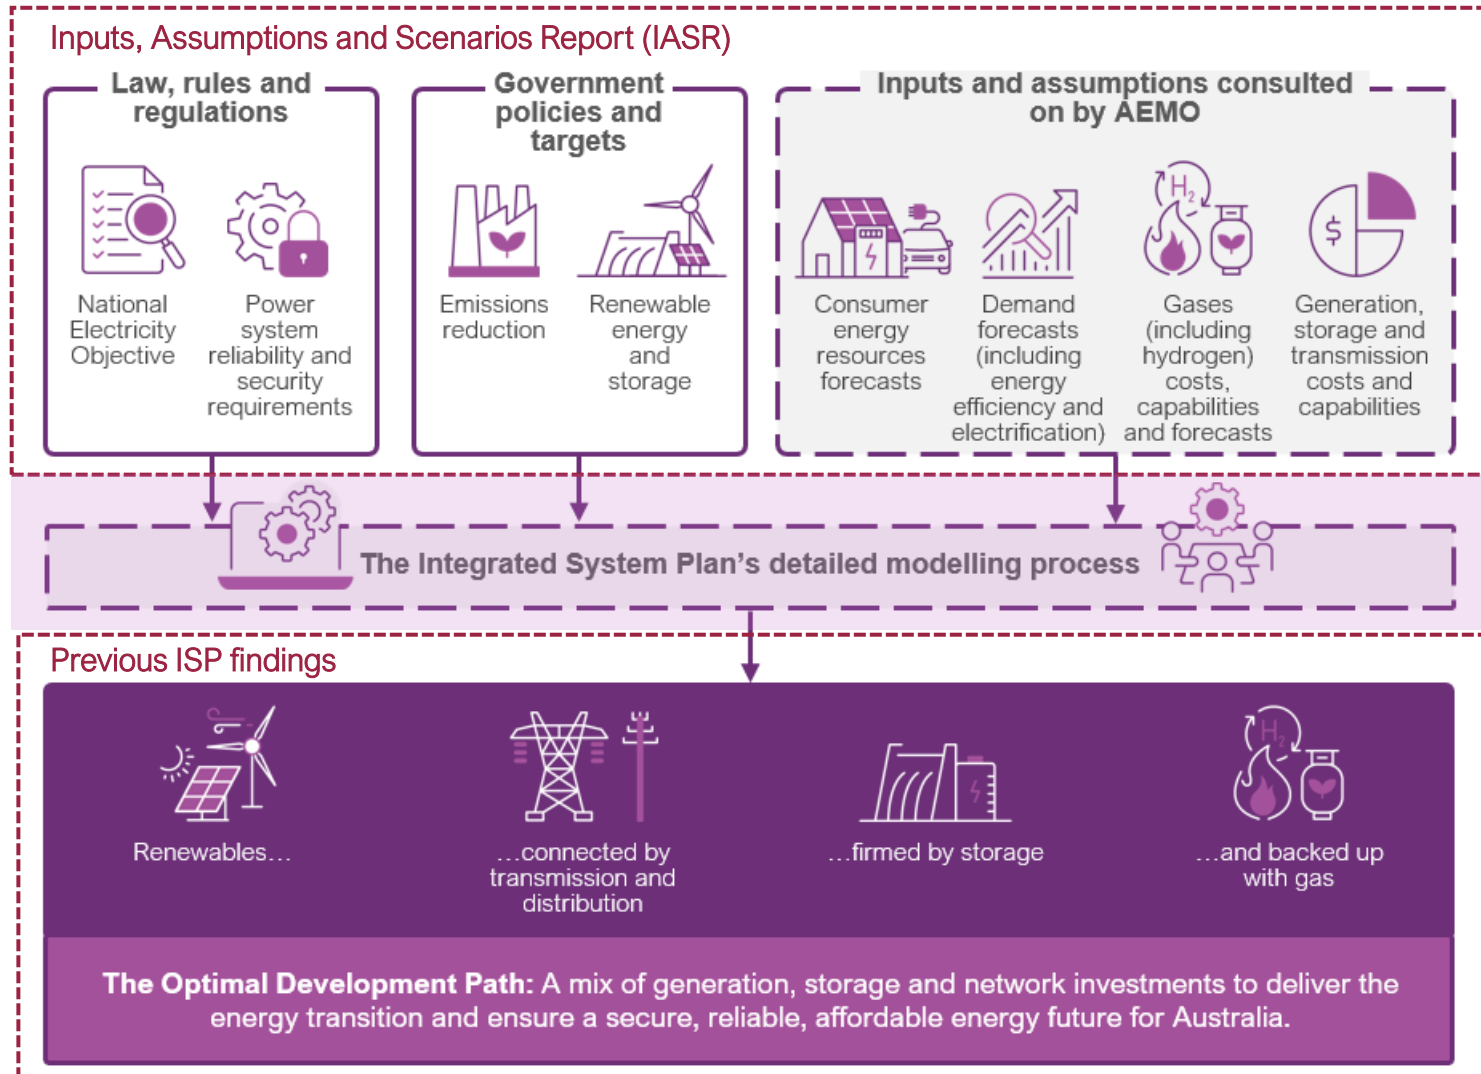 Inputs, Assumptions and Scenarios Report (IASR)
Law, rules and
regulations
National
Electricity
Objective
Power
system
reliability and
security
requirements
Government
policies and
targets
Emissions
reduction
Renewable
energy
and
storage
Inputs and assumptions consulted
on by AEMO
Consumer
energy
resources
forecasts
Demand
forecasts
(including
energy
efficiency and
electrification)
H2
Gases
(including
hydrogen)
costs,
capabilities
and forecasts
$
Generation,
storage and
transmission
costs and
capabilities
The Integrated System Plan's detailed modelling process
Previous ISP findings
Renewables…
…connected by
transmission and
distribution
…firmed by storage
H2
…and backed up
with gas
The Optimal Development Path: A mix of generation, storage and network investments to deliver the
energy transition and ensure a secure, reliable, affordable energy future for Australia.